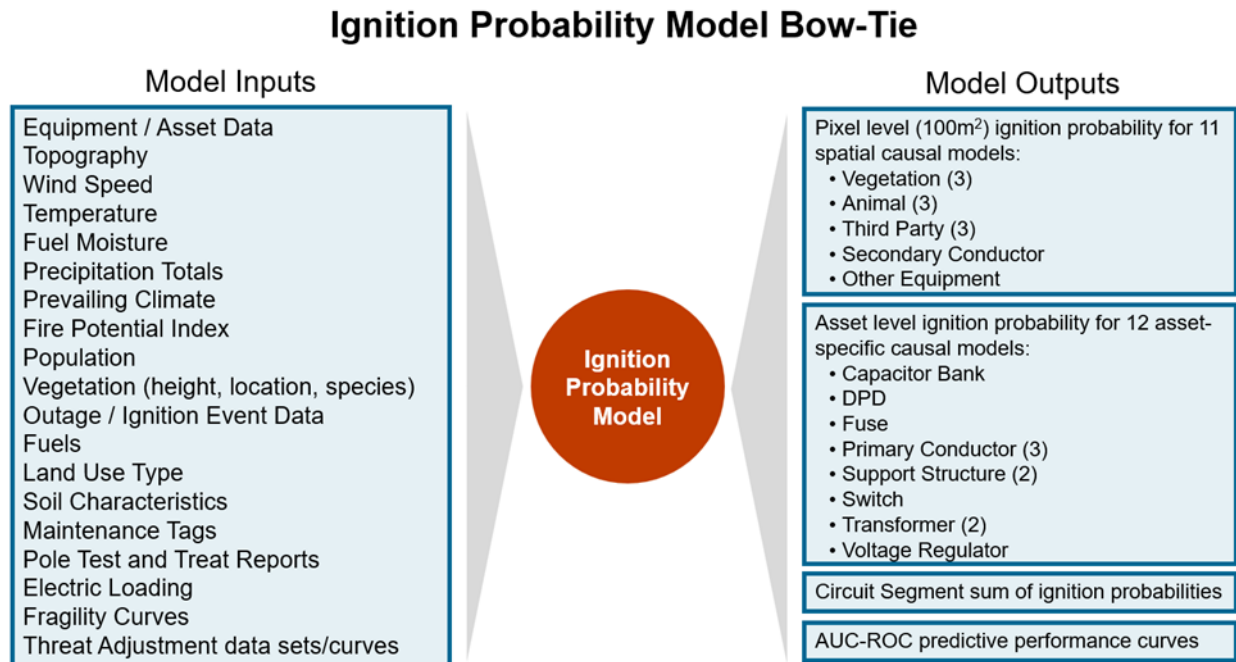 Ignition Probability Model Bow-Tie
Model Inputs
Equipment / Asset Data
Topography
Wind Speed
Temperature
Fuel Moisture
Precipitation Totals
Prevailing Climate
Fire Potential Index
Population
Vegetation (height, location, species)
Outage / Ignition Event Data
Fuels
Land Use Type
Soil Characteristics
Maintenance Tags
Pole Test and Treat Reports
Electric Loading
Fragility Curves
Threat Adjustment data sets/curves
Ignition
Probability
Model
Model Outputs
Pixel level (100m²) ignition probability for 11
spatial causal models:
• Vegetation (3)
• Animal (3)
• Third Party (3)
• Secondary Conductor
• Other Equipment
Asset level ignition probability for 12 asset-
specific causal models:
• Capacitor Bank
• DPD
• Fuse
• Primary Conductor (3)
• Support Structure (2)
• Switch
• Transformer (2)
• Voltage Regulator
Circuit Segment sum of ignition probabilities
AUC-ROC predictive performance curves